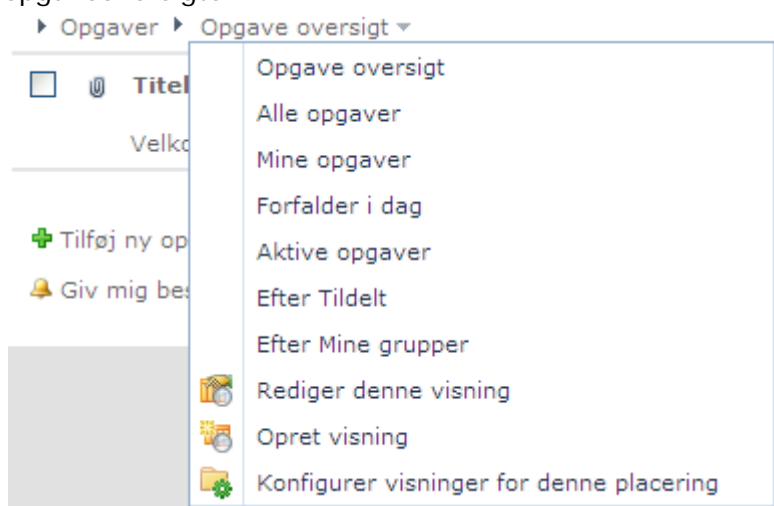 Opgaver Opgave oversigt
Opgave oversigt
Titel
Alle opgaver
Mine opgaver
Forfalder i dag
Tilføj ny op
Aktive opgaver
Giv mig bes
Efter Tildelt
Efter Mine grupper
Rediger denne visning
Opret visning
Konfigurer visninger for denne placering